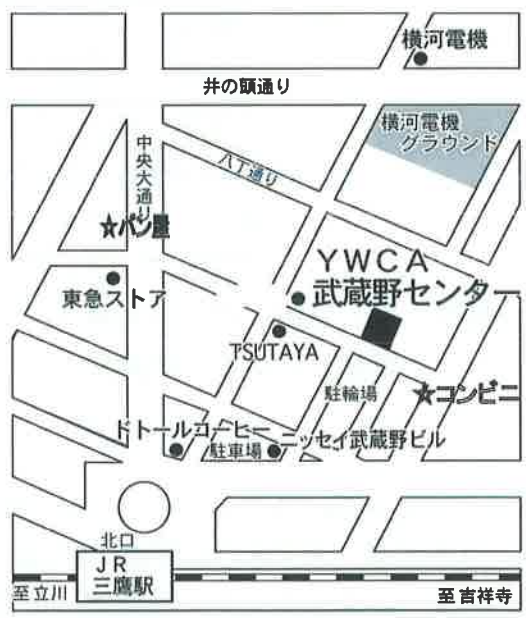 横河電機
井の頭通り
横河電機
グラウンド
八丁通り
中央大通り
☆パン屋
YWCA
武蔵野センター
東急ストア
TSUTAYA
駐輪場
☆コンビニ
ドトールコーヒー
駐車場
ニッセイ武蔵野ビル
北口
JR
三鷹駅
至立川
至吉祥寺